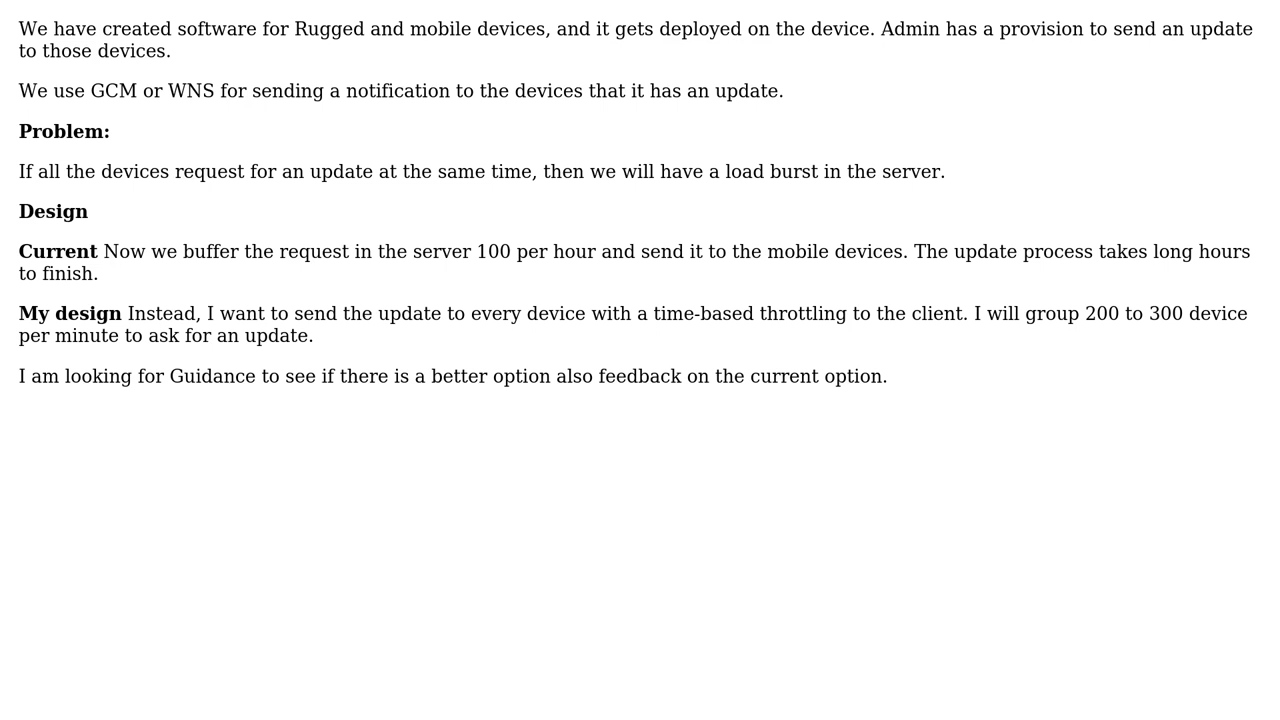 We have created software for Rugged and mobile devices, and it gets deployed on the device. Admin has a provision to send an update
to those devices.
We use GCM or WNS for sending a notification to the devices that it has an update.
Problem:
If all the devices request for an update at the same time, then we will have a load burst in the server.
Design
Current Now we buffer the request in the server 100 per hour and send it to the mobile devices. The update process takes long hours
to finish.
My design Instead, I want to send the update to every device with a time-based throttling to the client. I will group 200 to 300 device
per minute to ask for an update.
I am looking for Guidance to see if there is a better option also feedback on the current option.